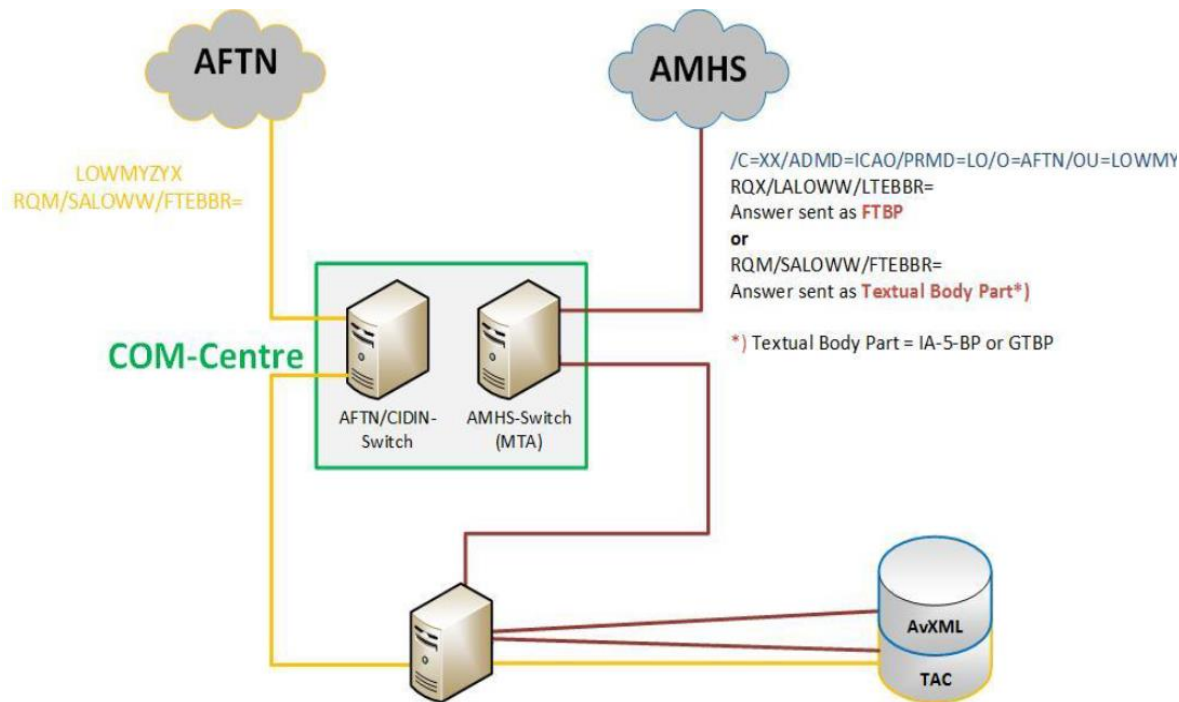 AFTN
AMHS
LOWMYZYX
RQM/SALOWW/FTEBBR=
/C=XX/ADMD=ICAO/PRMD=LO/O=AFTN/OU=LOWMY
RQX/LALOWW/LTEBBR=
Answer sent as FTBP
or
RQM/SALOWW/FTEBBR=
Answer sent as Textual Body Part*)
*) Textual Body Part = IA-5-BP or GTBP
COM-Centre
AFTN/CIDIN-
Switch
AMHS-Switch
(MTA)
AvXML
TAC